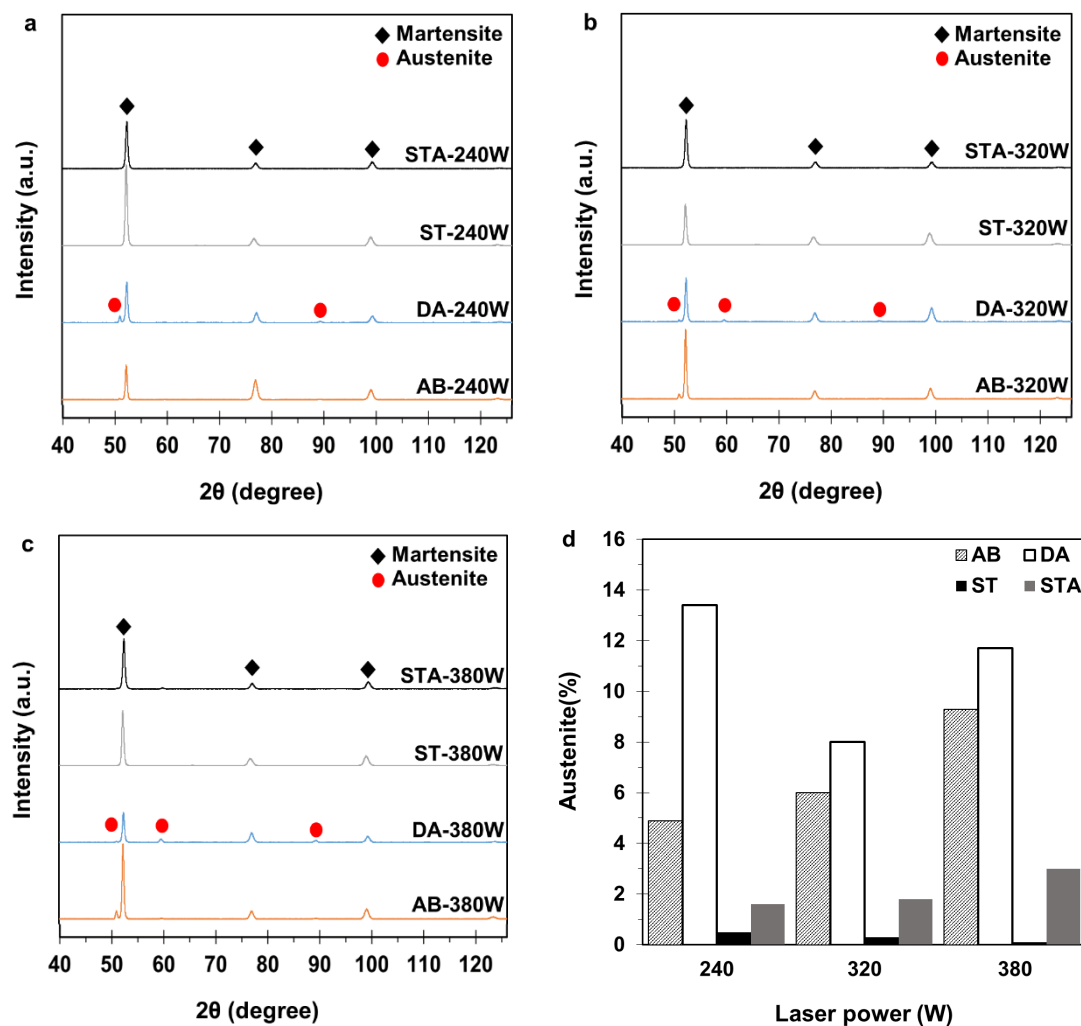 a
Martensite
Austenite
STA-240W
ST-240W
DA-240W
AB-240W
Intensity (a.u.)
40 50 60 70 80 90 100 110 120
2θ (degree)
b
Martensite
Austenite
STA-320W
ST-320W
DA-320W
AB-320W
Intensity (a.u.)
40 50 60 70 80 90 100 110 120
2θ (degree)
c
Martensite
Austenite
STA-380W
ST-380W
DA-380W
AB-380W
Intensity (a.u.)
40 50 60 70 80 90 100 110 120
2θ (degree)
d
AB DA
ST STA
16
14
12
10
8
6
4
2
0
Austenite(%)
240 320 380
Laser power (W)